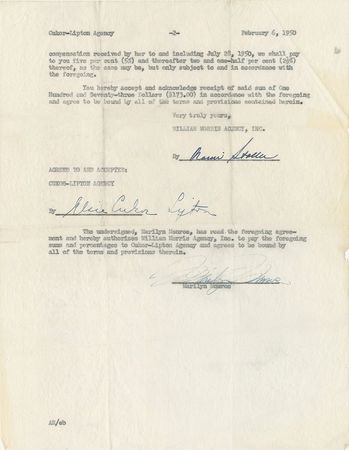 Cukor-Lipton Agency -2- February 6, 1950
compensation received by her to and including July 28, 1950, we shall pay
to you five per cent (5%) and thereafter two and one-half per cent (2½%)
thereof, as the case may be, but only subject to and in accordance with
the foregoing.
You hereby accept and acknowledge receipt of said sum of One
Hundred and Seventy-three Dollars ($173.00) in accordance with the foregoing
and agree to be bound by all of the terms and provisions contained herein.
Very truly yours,
WILLIAM MORRIS AGENCY, INC.
By
AGREED TO AND ACCEPTED:
CUKOR-LIPTON AGENCY
By Elsie Cukor Lipton
The undersigned, Marilyn Monroe, has read the foregoing agree-
ment and hereby authorizes William Morris Agency, Inc. to pay the foregoing
sums and percentages to Cukor-Lipton Agency and agrees to be bound by
all of the terms and provisions therein.
Marilyn Monroe
Marilyn Monroe